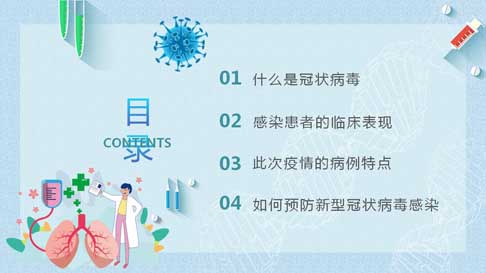 目录
CONTENTS
01 什么是冠状病毒
02 感染患者的临床表现
03 此次疫情的病例特点
04 如何预防新型冠状病毒感染